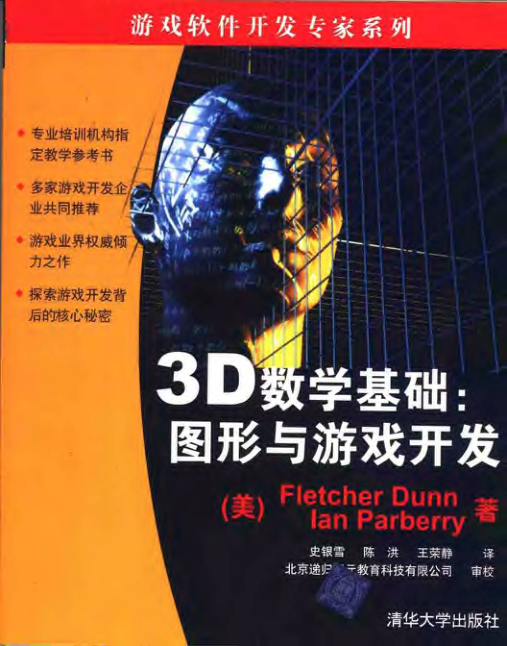 游戏软件开发专家系列
专业培训机构指
定教学参考书
多家游戏开发企
业共同推荐
游戏业界权威倾
力之作
探索游戏开发背
后的核心秘密
3D数学基础：
图形与游戏开发
(美) Fletcher Dunn
Ian Parberry 著
史银雪 陈 洪 王荣静 译
北京递归 元教育科技有限公司 审校
清华大学出版社